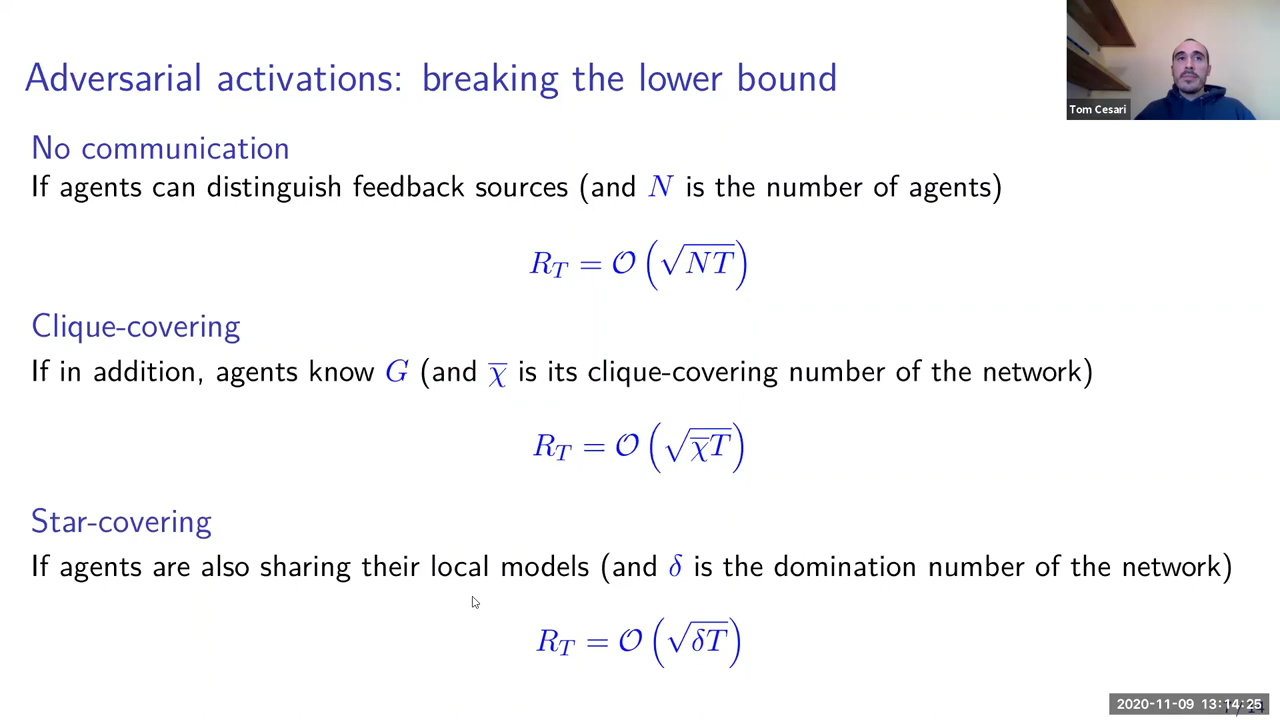 Adversarial activations: breaking the lower bound
Tom Cesari
No communication
If agents can distinguish feedback sources (and N is the number of agents)
R_T = O(√NT)
Clique-covering
If in addition, agents know G (and χ̅ is its clique-covering number of the network)
R_T = O(√χ̅T)
Star-covering
If agents are also sharing their local models (and δ is the domination number of the network)
R_T = O(√δT)
2020-11-09 13:14:25